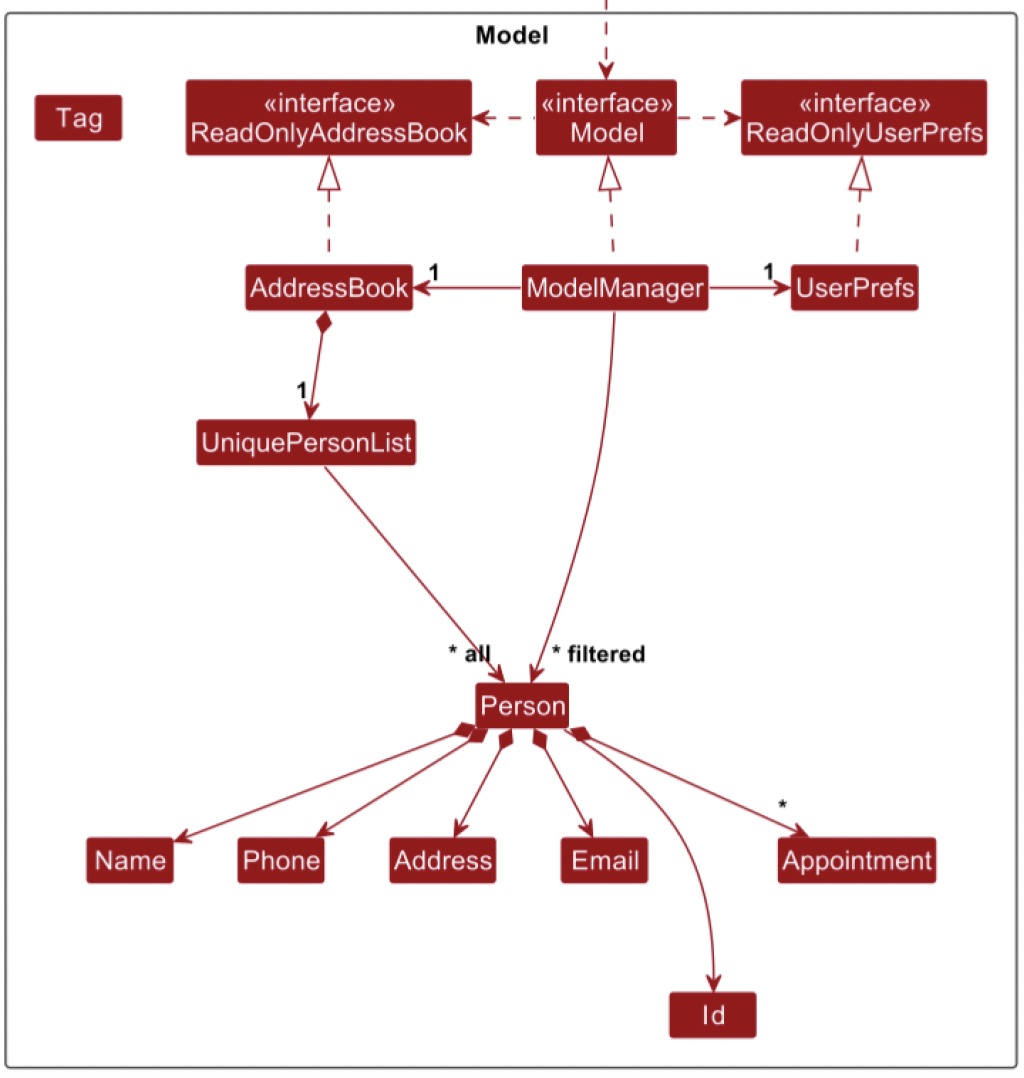 Model
Tag
«interface»
ReadOnlyAddressBook
«interface»
Model
«interface»
ReadOnlyUserPrefs
AddressBook
1
ModelManager
1
UserPrefs
1
UniquePersonList
* all
* filtered
Person
*
Name
Phone
Address
Email
Appointment
Id